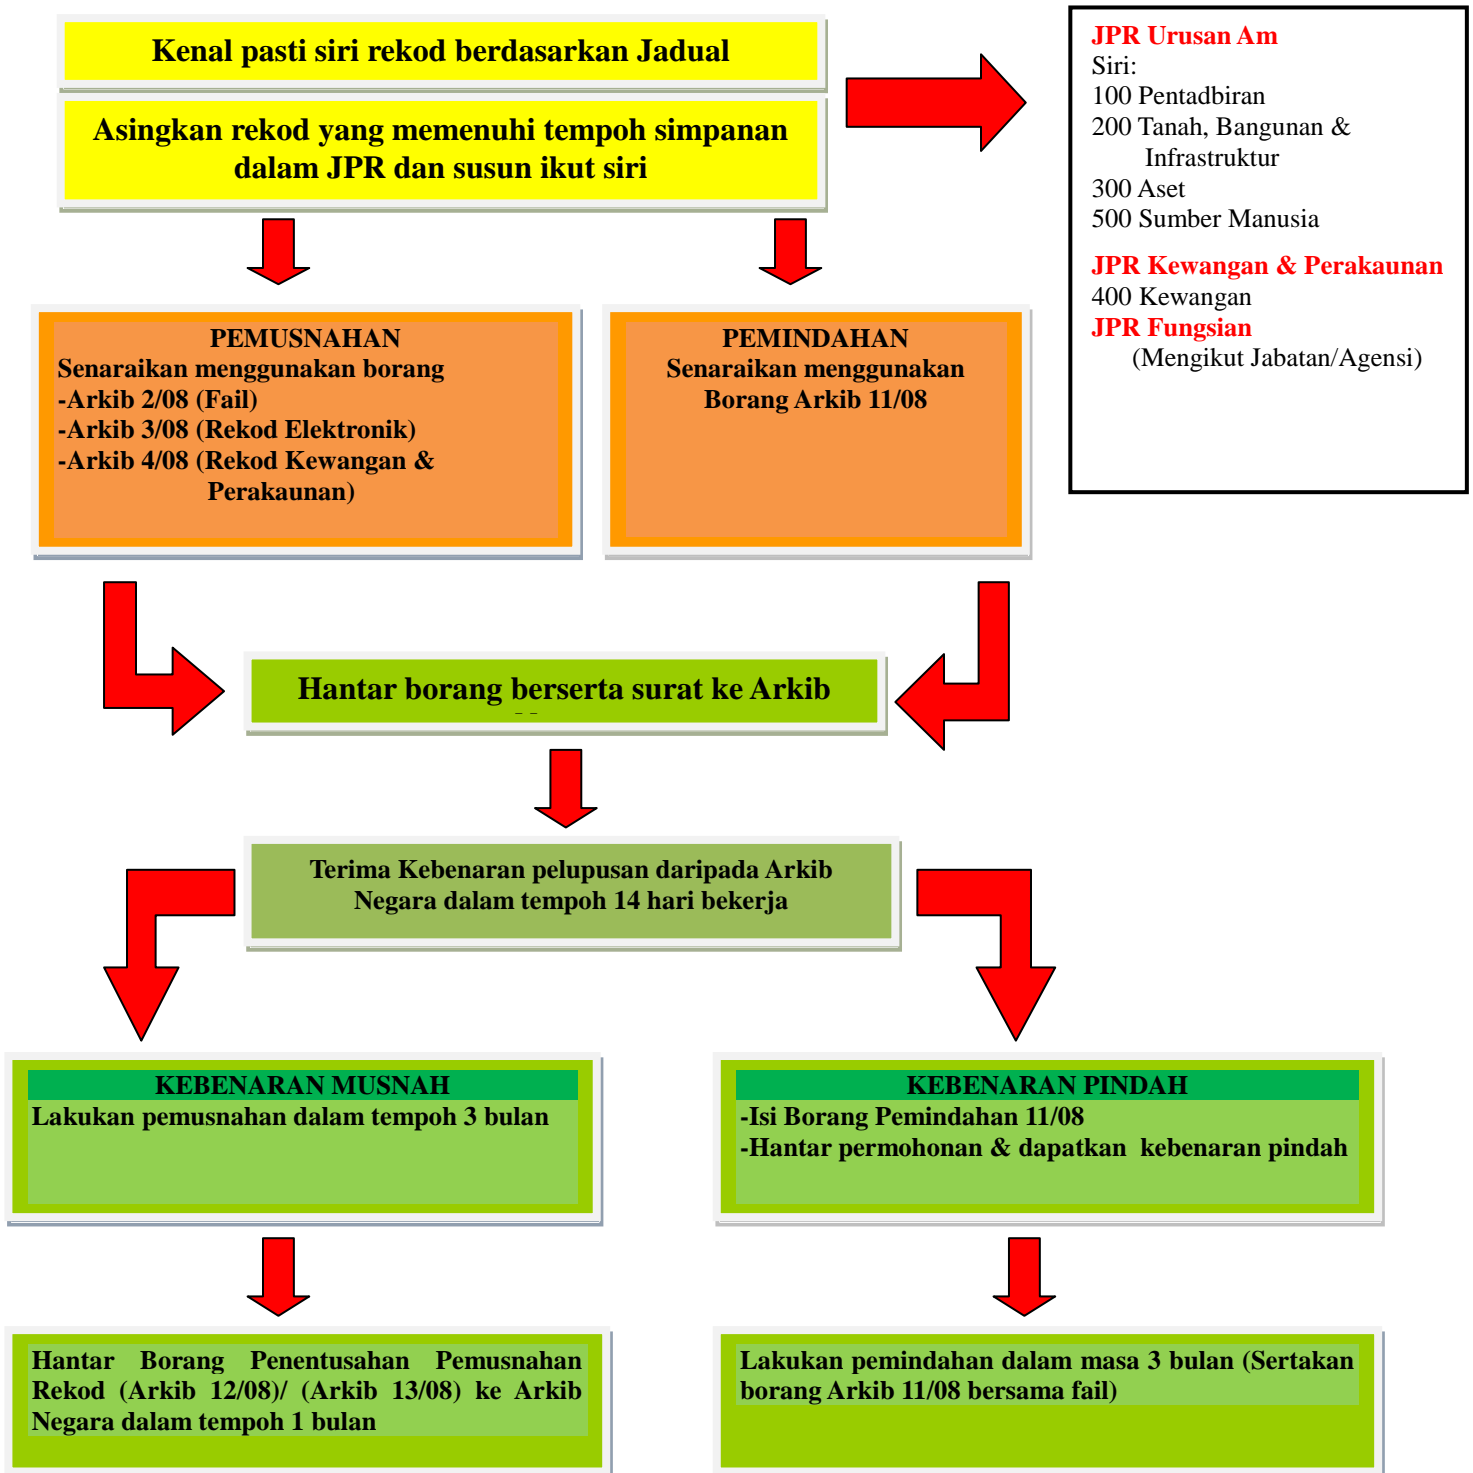 Kenal pasti siri rekod berdasarkan Jadual
Asingkan rekod yang memenuhi tempoh simpanan
dalam JPR dan susun ikut siri
JPR Urusan Am
Siri:
100 Pentadbiran
200 Tanah, Bangunan &
Infrastruktur
300 Aset
500 Sumber Manusia
JPR Kewangan & Perakaunan
400 Kewangan
JPR Fungsian
(Mengikut Jabatan/Agensi)
PEMUSNAHAN
Senaraikan menggunakan borang
-Arkib 2/08 (Fail)
-Arkib 3/08 (Rekod Elektronik)
-Arkib 4/08 (Rekod Kewangan &
Perakaunan)
PEMINDAHAN
Senaraikan menggunakan
Borang Arkib 11/08
Hantar borang berserta surat ke Arkib
Terima Kebenaran pelupusan daripada Arkib
Negara dalam tempoh 14 hari bekerja
KEBENARAN MUSNAH
Lakukan pemusnahan dalam tempoh 3 bulan
KEBENARAN PINDAH
-Isi Borang Pemindahan 11/08
-Hantar permohonan & dapatkan kebenaran pindah
Hantar Borang Penentusahan Pemusnahan
Rekod (Arkib 12/08)/ (Arkib 13/08) ke Arkib
Negara dalam tempoh 1 bulan
Lakukan pemindahan dalam masa 3 bulan (Sertakan
borang Arkib 11/08 bersama fail)